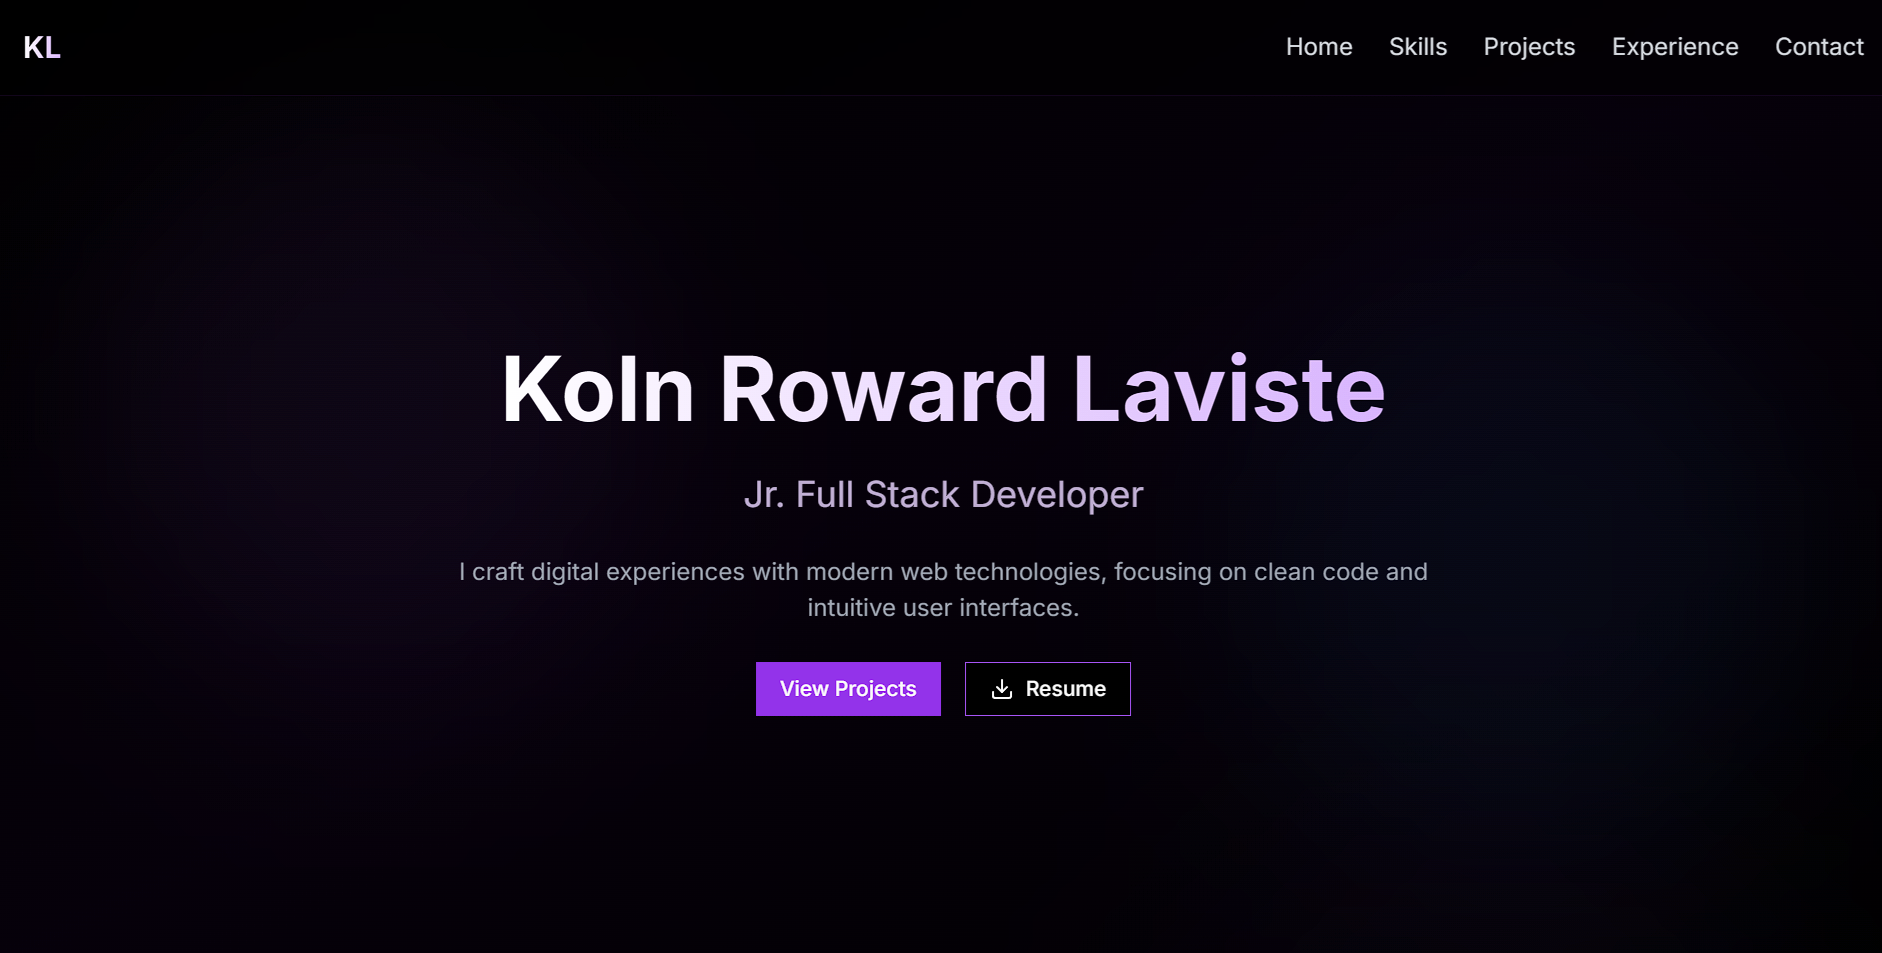 KL
Home Skills Projects Experience Contact
Koln Roward Laviste
Jr. Full Stack Developer
I craft digital experiences with modern web technologies, focusing on clean code and
intuitive user interfaces.
View Projects Resume